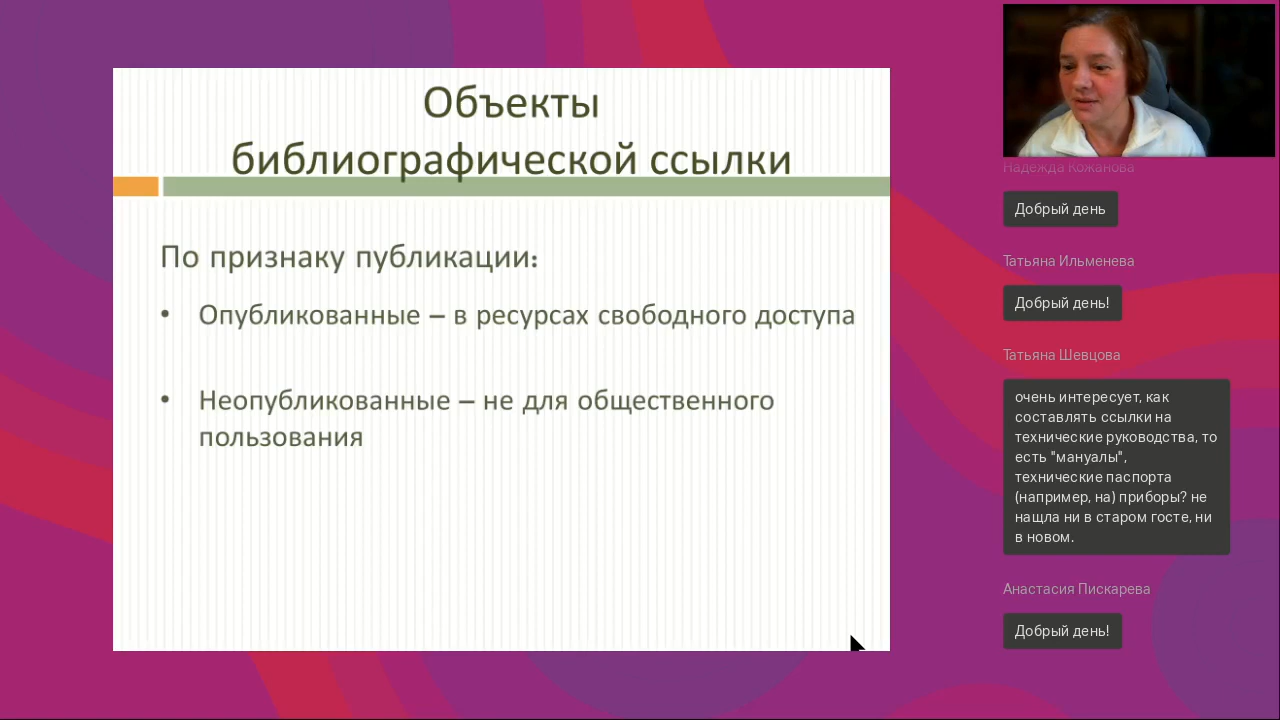 Объекты
библиографической ссылки
По признаку публикации:
• Опубликованные – в ресурсах свободного доступа
• Неопубликованные – не для общественного
пользования
Надежда Кожанова
Добрый день
Татьяна Ильменева
Добрый день!
Татьяна Шевцова
очень интересует, как
составлять ссылки на
технические руководства, то
есть "мануалы",
технические паспорта
(например, на) приборы? не
нащла ни в старом госте, ни
в новом.
Анастасия Пискарева
Добрый день!